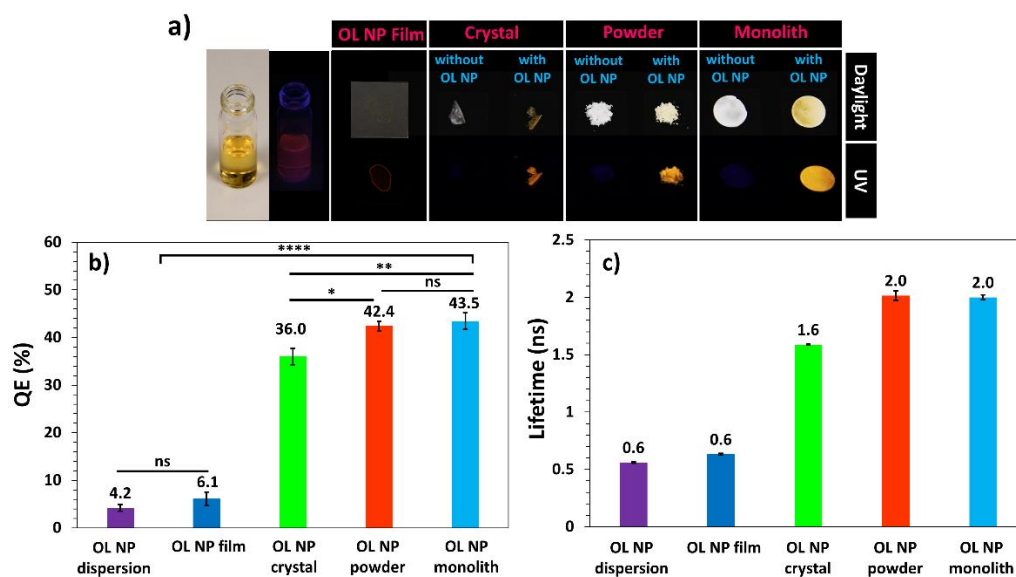 a)
OL NP Film
Crystal
Powder
Monolith
without
OL NP
with
OL NP
without
OL NP
with
OL NP
without
OL NP
with
OL NP
Daylight
UV
b)
QE (%)
60
50
40
30
20
10
0
****
**
ns
*
ns
4.2
6.1
36.0
42.4
43.5
OL NP
dispersion
OL NP film
OL NP
crystal
OL NP
powder
OL NP
monolith
c)
Lifetime (ns)
2.5
2
1.5
1
0.5
0
0.6
0.6
1.6
2.0
2.0
OL NP
dispersion
OL NP film
OL NP
crystal
OL NP
powder
OL NP
monolith